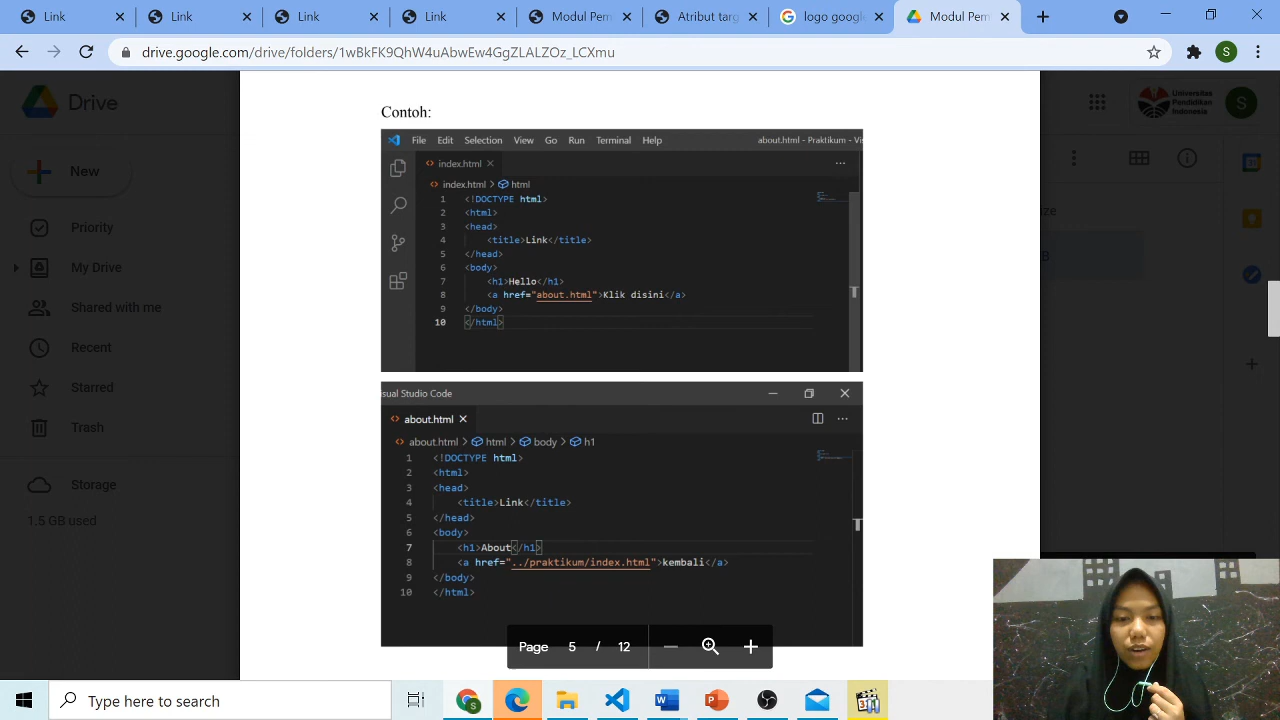 Link
Link
Link
Modul Pem
Atribut targ
logo google
Modul Pem
drive.google.com/drive/folders/1wBkFK9QhW4uAbwEw4GgZLALZOz_LCXmu
S
Drive
Universitas
Pendidikan
Indonesia
S
New
Priority
My Drive
Shared with me
Recent
Starred
Trash
Storage
1.5 GB used
Contoh:
File Edit Selection View Go Run Terminal Help about.html - Praktikum - Vis
index.html
index.html > html
1 <!DOCTYPE html>
2 <html>
3 <head>
4 <title>Link</title>
5 </head>
6 <body>
7 <h1>Hello</h1>
8 <a href="about.html">Klik disini</a>
9 </body>
10 </html>
isual Studio Code
about.html
about.html > html > body > h1
1 <!DOCTYPE html>
2 <html>
3 <head>
4 <title>Link</title>
5 </head>
6 <body>
7 <h1>About</h1>
8 <a href="../praktikum/index.html">kembali</a>
9 </body>
10 </html>
Page 5 / 12
Type here to search